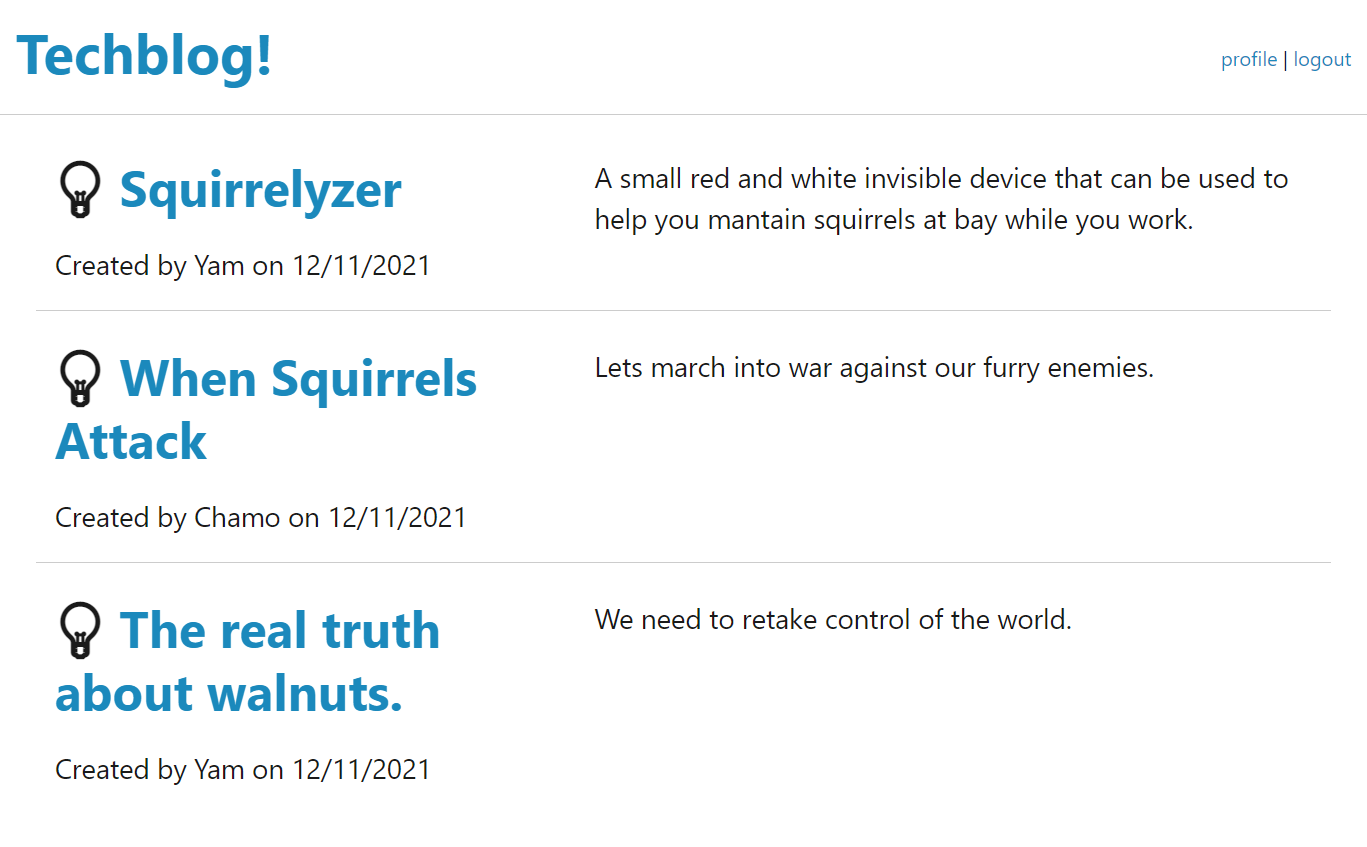 Techblog!
profile | logout
Squirrelyzer
Created by Yam on 12/11/2021
A small red and white invisible device that can be used to
help you mantain squirrels at bay while you work.
When Squirrels
Attack
Created by Chamo on 12/11/2021
Lets march into war against our furry enemies.
The real truth
about walnuts.
Created by Yam on 12/11/2021
We need to retake control of the world.